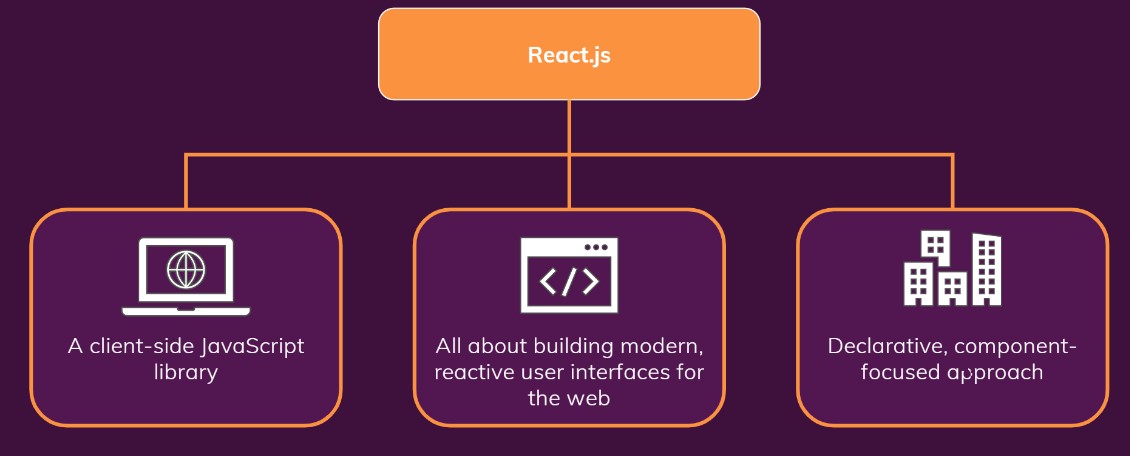 React.js
A client-side JavaScript
library
All about building modern,
reactive user interfaces for
the web
Declarative, component-
focused approach